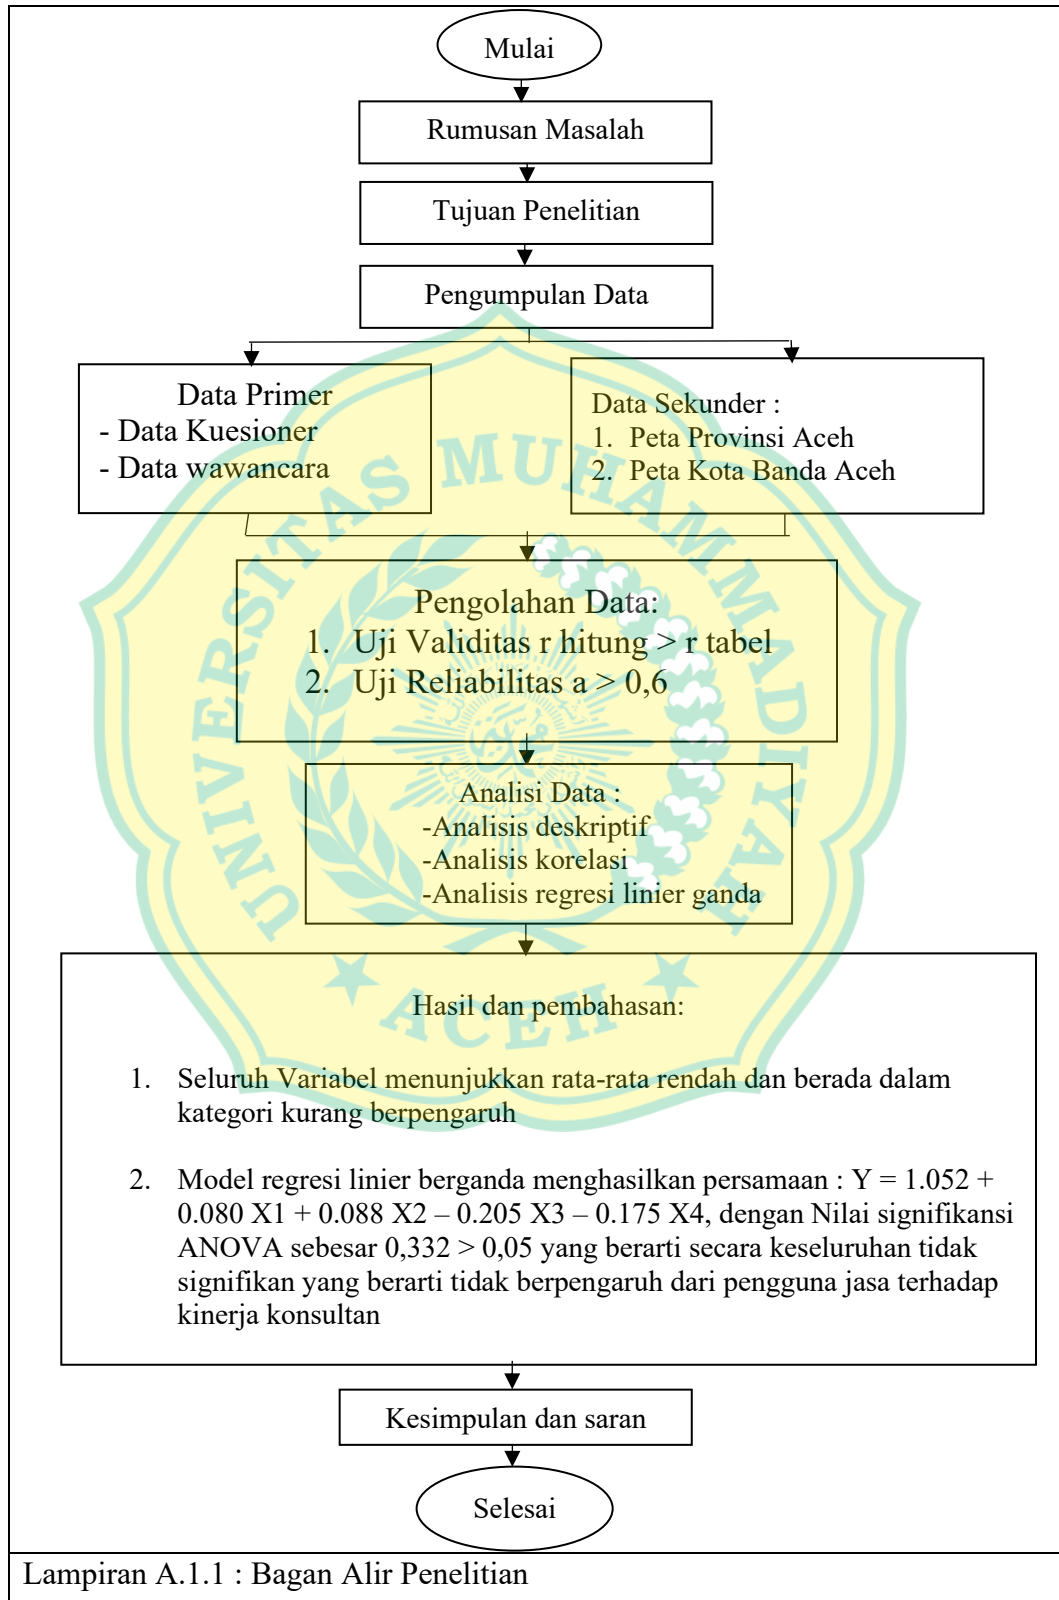 Mulai
Rumusan Masalah
Tujuan Penelitian
Pengumpulan Data
Data Primer
- Data Kuesioner
- Data wawancara
Data Sekunder :
1. Peta Provinsi Aceh
2. Peta Kota Banda Aceh
Pengolahan Data:
1. Uji Validitas r hitung > r tabel
2. Uji Reliabilitas a > 0,6
Analisi Data :
-Analisis deskriptif
-Analisis korelasi
-Analisis regresi linier ganda
Hasil dan pembahasan:
1. Seluruh Variabel menunjukkan rata-rata rendah dan berada dalam
kategori kurang berpengaruh
2. Model regresi linier berganda menghasilkan persamaan : Y = 1.052 +
0.080 X1 + 0.088 X2 – 0.205 X3 – 0.175 X4, dengan Nilai signifikansi
ANOVA sebesar 0,332 > 0,05 yang berarti secara keseluruhan tidak
signifikan yang berarti tidak berpengaruh dari pengguna jasa terhadap
kinerja konsultan
Kesimpulan dan saran
Selesai
Lampiran A.1.1 : Bagan Alir Penelitian
UNIVERSITAS MUHAMMADIYAH
ACEH